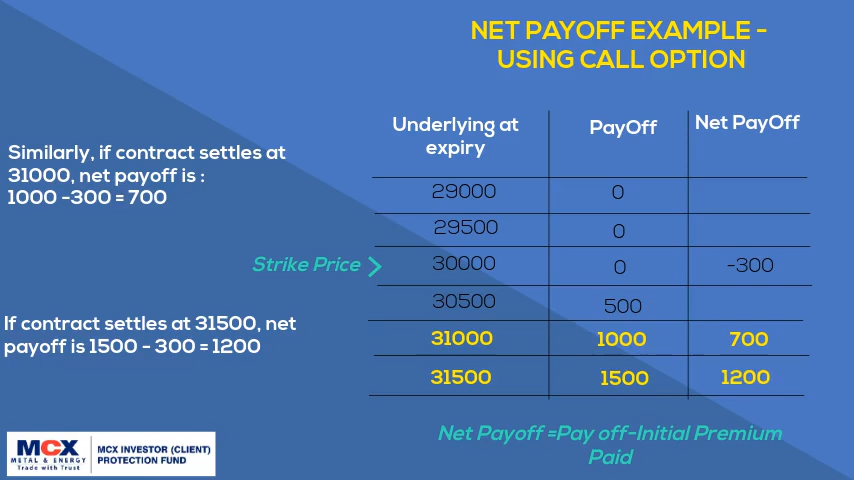 NET PAYOFF EXAMPLE -
USING CALL OPTION
Similarly, if contract settles at
31000, net payoff is :
1000 -300 = 700
If contract settles at 31500, net
payoff is 1500 - 300 = 1200
Underlying at
expiry
PayOff
Net PayOff
29000 0
29500 0
Strike Price > 30000 0 -300
30500 500
31000 1000 700
31500 1500 1200
Net Payoff =Pay off-Initial Premium
Paid
MCX
METAL & ENERGY
Trade with Trust
MCX INVESTOR (CLIENT)
PROTECTION FUND